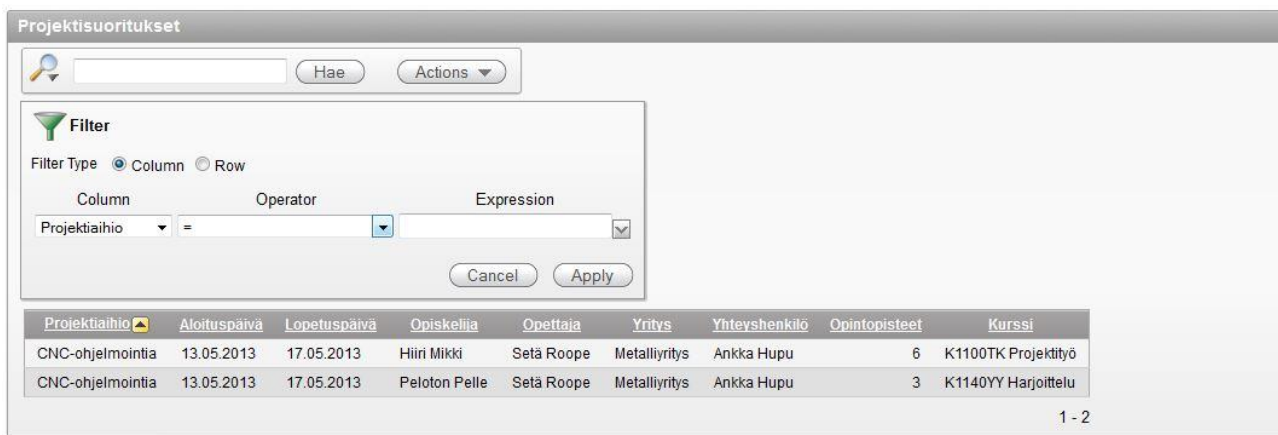 Projektisuoritukset
Hae Actions
Filter
Filter Type Column Row
Column Operator Expression
Projektiaihio =
Cancel Apply
Projektiaihio Aloituspäivä Lopetuspäivä Opiskelija Opettaja Yritys Yhteyshenkilö Opintopisteet Kurssi
CNC-ohjelmointia 13.05.2013 17.05.2013 Hiiri Mikki Setä Roope Metalliyritys Ankka Hupu 6 K1100TK Projektityö
CNC-ohjelmointia 13.05.2013 17.05.2013 Peloton Pelle Setä Roope Metalliyritys Ankka Hupu 3 K1140YY Harjoittelu
1 - 2